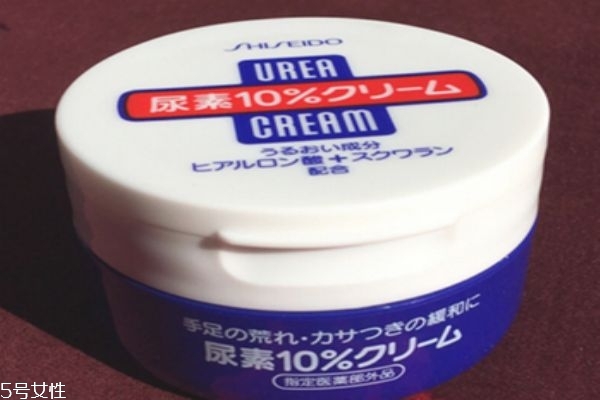 SHISEIDO
UREA
尿素10%クリーム
CREAM
うるおい成分
ヒアルロン酸+スクワラン
配合
手足の荒れ・カサつきの緩和に
尿素10%クリーム
指定医薬部外品
5号女性